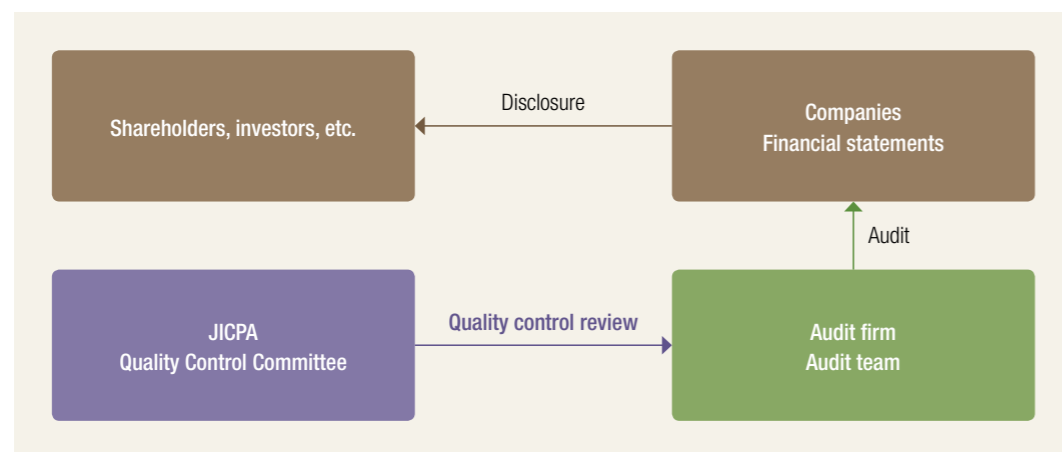 Shareholders, investors, etc.
Disclosure
Companies
Financial statements
Audit
JICPA
Quality Control Committee
Quality control review
Audit firm
Audit team